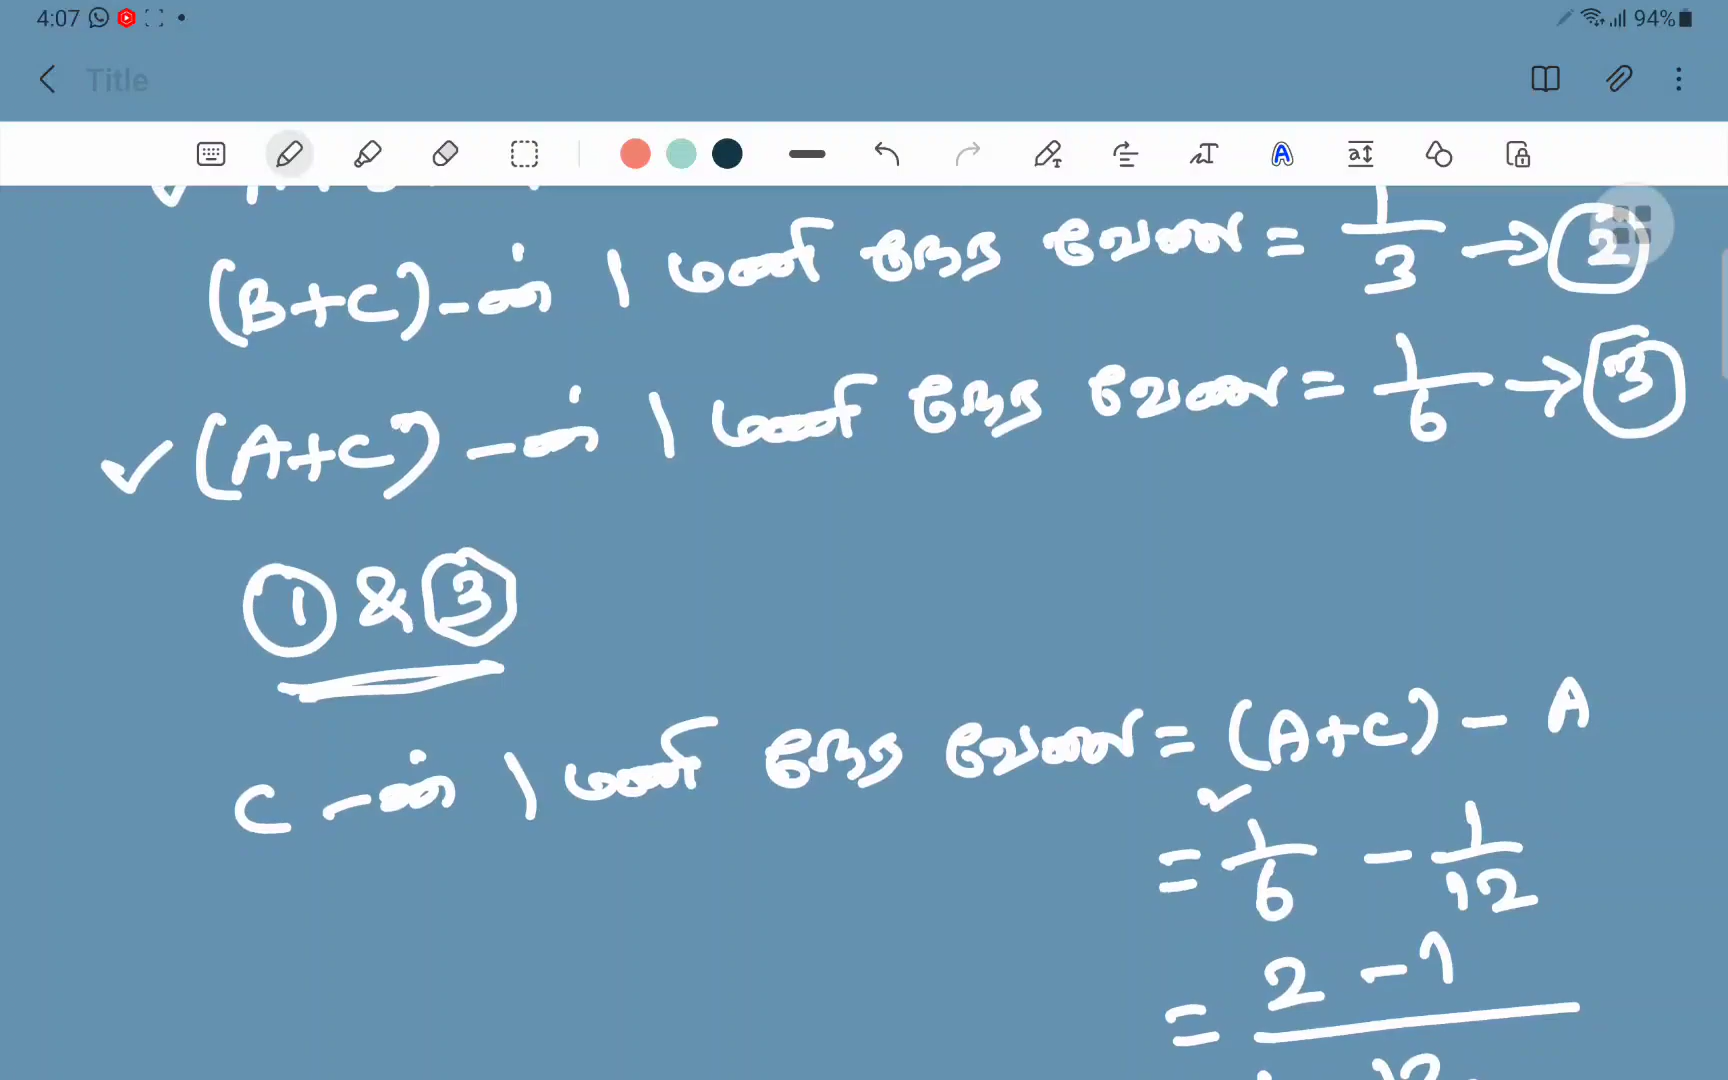 4:07 94%
Title
(B+C)-ன் 1 மணி நேர வேலை = 1/3 → 2
✓ (A+C)-ன் 1 மணி நேர வேலை = 1/6 → 3
1 & 3
C-ன் 1 மணி நேர வேலை = (A+C) - A
✓
= 1/6 - 1/12
= 2 - 1 / 12